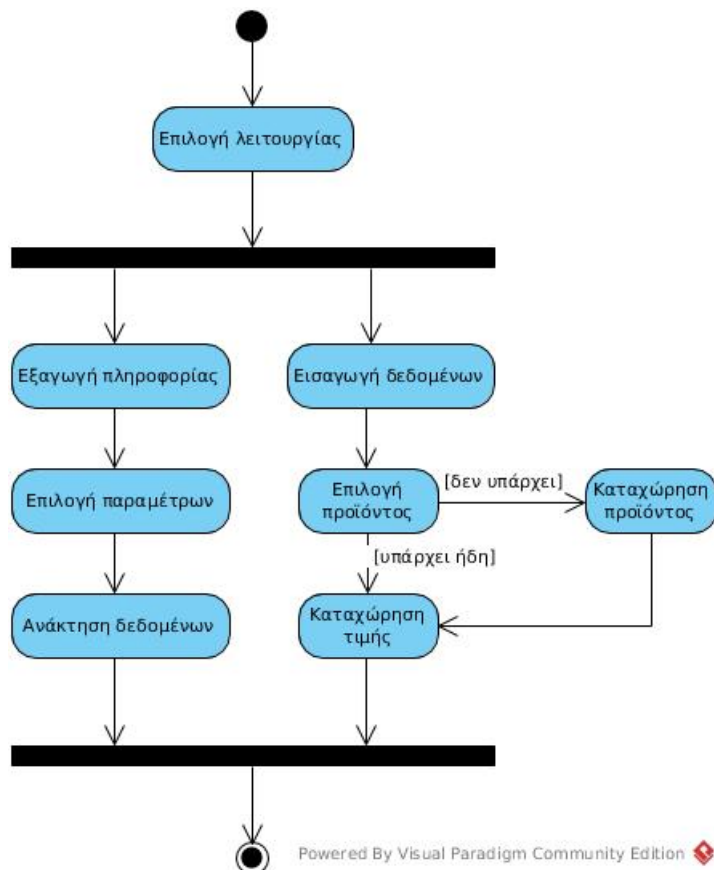 Επιλογή λειτουργίας
Εξαγωγή πληροφορίας
Εισαγωγή δεδομένων
Επιλογή παραμέτρων
Επιλογή
προϊόντος
[δεν υπάρχει]
Καταχώρηση
προϊόντος
[υπάρχει ήδη]
Ανάκτηση δεδομένων
Καταχώρηση
τιμής
Powered By Visual Paradigm Community Edition